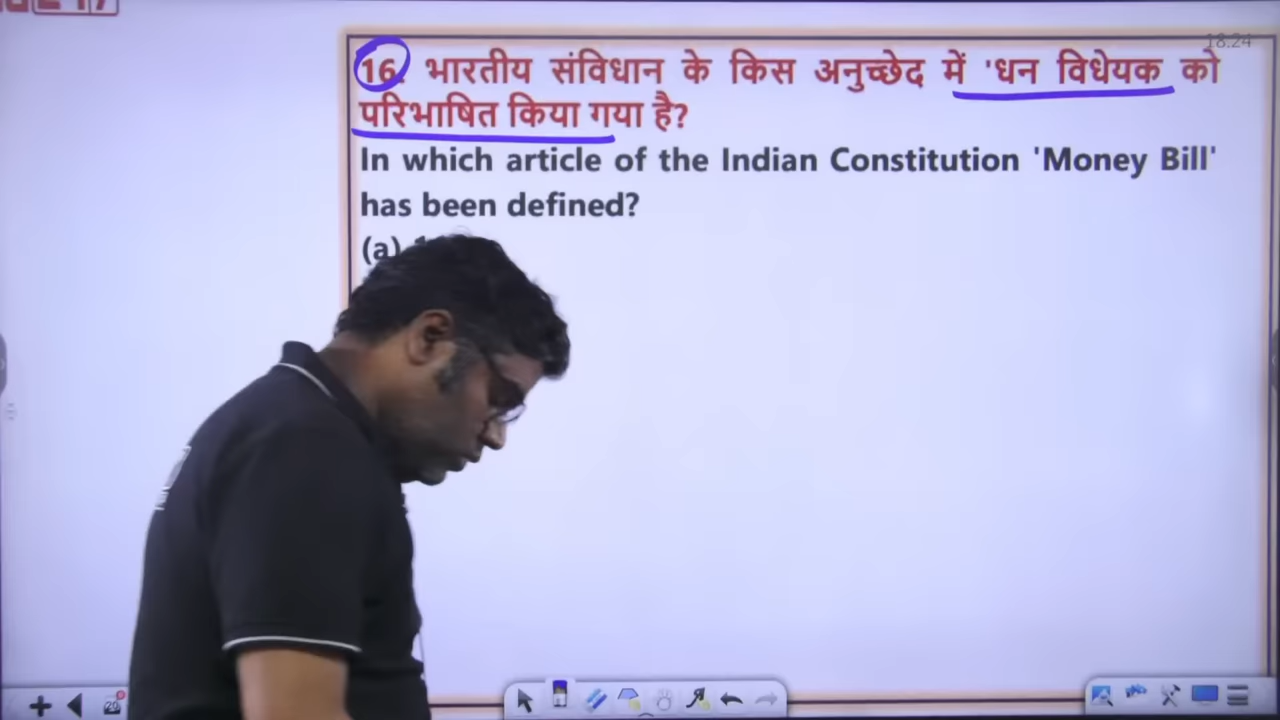 18:24
16. भारतीय संविधान के किस अनुच्छेद में 'धन विधेयक को
परिभाषित किया गया है?
In which article of the Indian Constitution 'Money Bill'
has been defined?
(a)